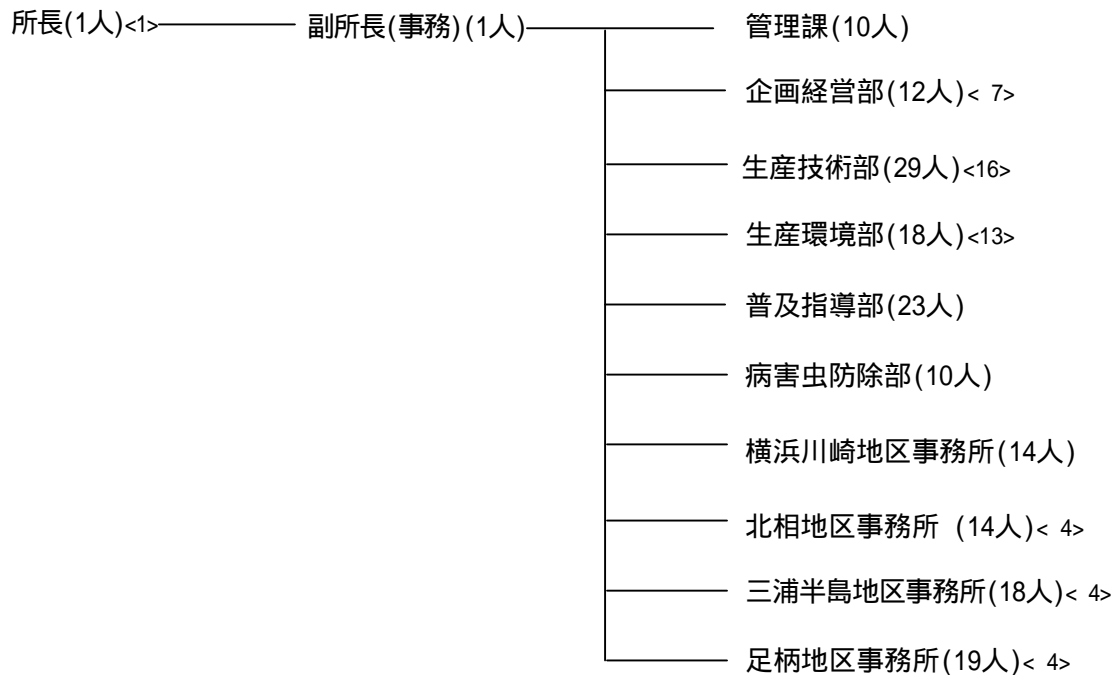 所長(1人)<1> 副所長(事務)(1人) 管理課(10人)
企画経営部(12人)< 7>
生産技術部(29人)<16>
生産環境部(18人)<13>
普及指導部(23人)
病害虫防除部(10人)
横浜川崎地区事務所(14人)
北相地区事務所 (14人)< 4>
三浦半島地区事務所(18人)< 4>
足柄地区事務所(19人)< 4>